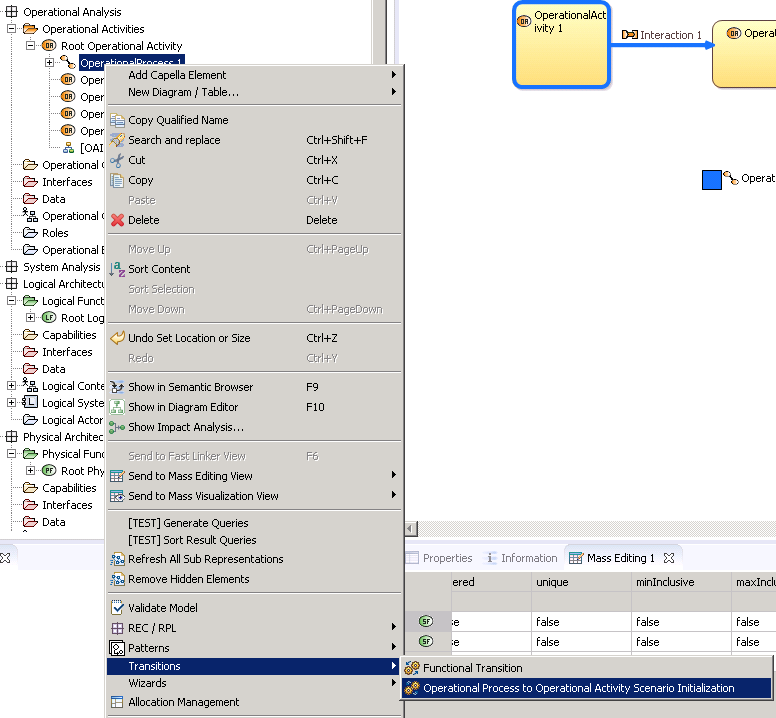 Operational Analysis
Operational Activities
Root Operational Activity
OperationalProcess 1
Oper
Oper
Oper
Oper
[OAI
Operational
Interfaces
Data
Operational
Roles
Operational
System Analysis
Logical Architect
Logical Funct
Root Log
Capabilities
Interfaces
Data
Logical Conte
Logical Syste
Logical Actor
Physical Architec
Physical Func
Root Phy
Capabilities
Interfaces
Data
Add Capella Element
New Diagram / Table...
Copy Qualified Name
Search and replace Ctrl+Shift+F
Cut Ctrl+X
Copy Ctrl+C
Paste Ctrl+V
Delete Delete
Move Up Ctrl+PageUp
Sort Content
Sort Selection
Move Down Ctrl+PageDown
Undo Set Location or Size Ctrl+Z
Redo Ctrl+Y
Show in Semantic Browser F9
Show in Diagram Editor F10
Show Impact Analysis...
Send to Fast Linker View F6
Send to Mass Editing View
Send to Mass Visualization View
[TEST] Generate Queries
[TEST] Sort Result Queries
Refresh All Sub Representations
Remove Hidden Elements
Validate Model
REC / RPL
Patterns
Transitions
Wizards
Allocation Management
Functional Transition
Operational Process to Operational Activity Scenario Initialization
OperationalAct
ivity 1
Interaction 1
Operat
Operat
Properties Information Mass Editing 1
ered unique minInclusive maxInclu
se false false false
se false false false